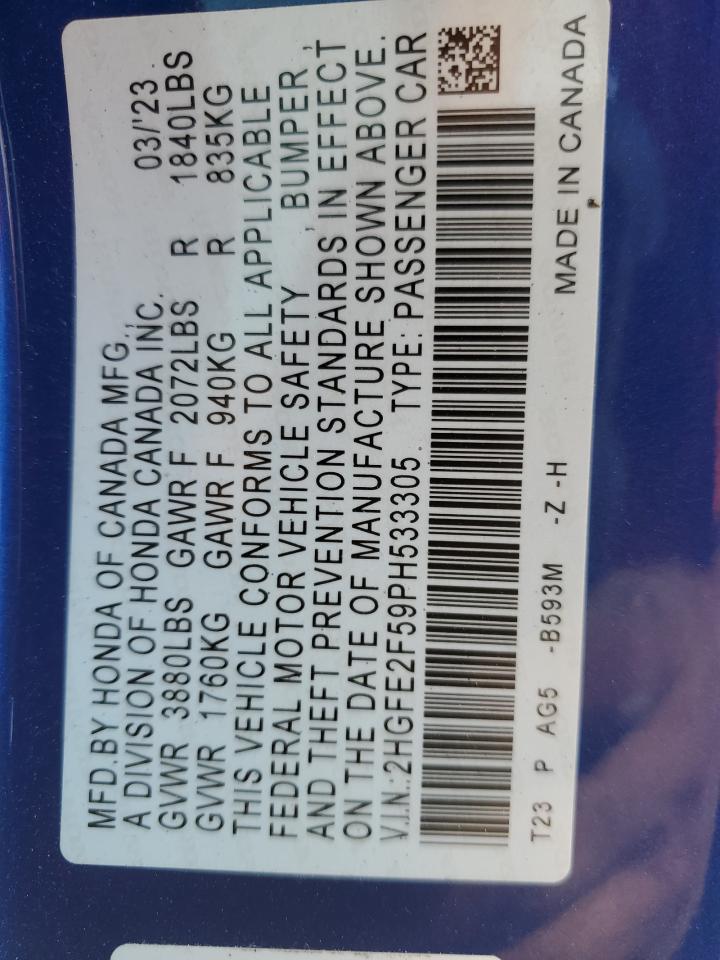 MFD.BY HONDA OF CANADA MFG., 03/'23
A DIVISION OF HONDA CANADA INC.
GVWR 3880LBS GAWR F 2072LBS R 1840LBS
GVWR 1760KG GAWR F 940KG R 835KG
THIS VEHICLE CONFORMS TO ALL APPLICABLE
FEDERAL MOTOR VEHICLE SAFETY , BUMPER ,
AND THEFT PREVENTION STANDARDS IN EFFECT
ON THE DATE OF MANUFACTURE SHOWN ABOVE.
V.I.N.:2HGFE2F59PH533305. TYPE: PASSENGER CAR
T23 P AG5 -B593M -Z -H MADE IN CANADA